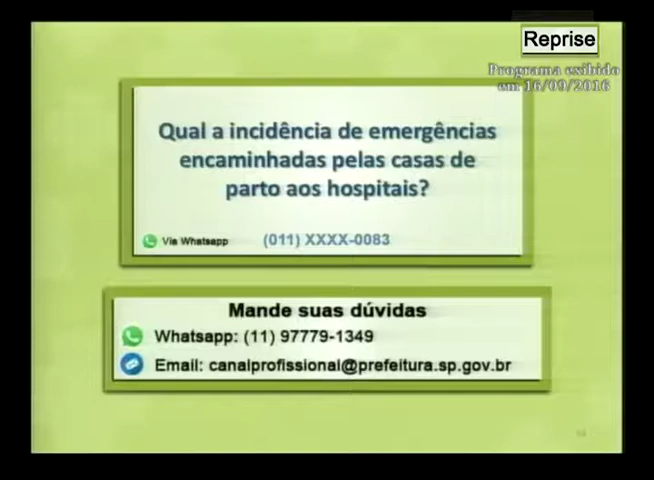 Reprise
Programa exibido
em 16/09/2016
Qual a incidência de emergências
encaminhadas pelas casas de
parto aos hospitais?
Via Whatsapp (011) XXXX-0083
Mande suas dúvidas
Whatsapp: (11) 97779-1349
Email: canalprofissional@prefeitura.sp.gov.br